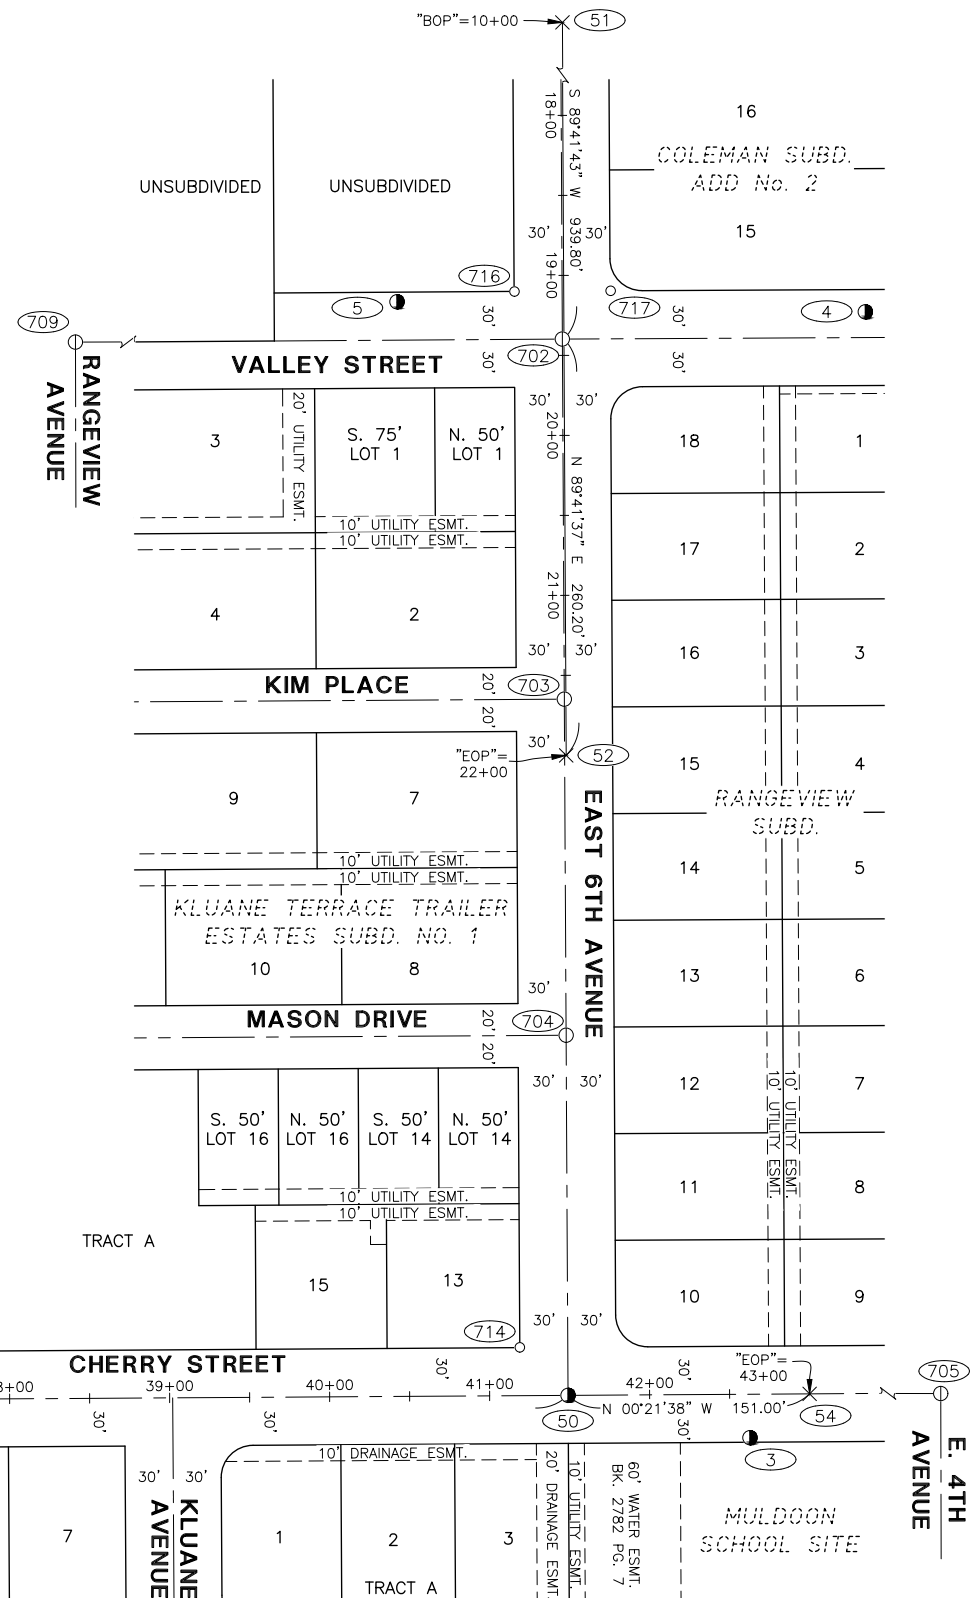 "BOP"=10+00
51
S 89°41'43" W 939.80'
18+00
16
COLEMAN SUBD.
ADD No. 2
UNSUBDIVIDED
UNSUBDIVIDED
15
30'
30'
19+00
716
5
717
4
30'
30'
709
702
VALLEY STREET
30'
30'
RANGEVIEW
AVENUE
20' UTILITY ESMT.
30'
30'
20+00
3
S. 75'
LOT 1
N. 50'
LOT 1
18
1
N 89°41'37" E 260.20'
10' UTILITY ESMT.
10' UTILITY ESMT.
17
2
21+00
4
2
30'
30'
16
3
KIM PLACE
20'
20'
703
30'
"EOP"=
22+00
52
15
4
9
7
RANGEVIEW
SUBD.
EAST 6TH AVENUE
10' UTILITY ESMT.
10' UTILITY ESMT.
14
5
KLUANE TERRACE TRAILER
ESTATES SUBD. NO. 1
10
8
13
6
30'
MASON DRIVE
20'
20'
704
30'
30'
12
7
10' UTILITY ESMT.
10' UTILITY ESMT.
S. 50'
LOT 16
N. 50'
LOT 16
S. 50'
LOT 14
N. 50'
LOT 14
10' UTILITY ESMT.
10' UTILITY ESMT.
11
8
TRACT A
15
13
10
9
30'
30'
714
CHERRY STREET
30'
30'
"EOP"=
43+00
705
8+00
39+00
40+00
41+00
42+00
N 00°21'38" W 151.00'
50
54
30'
30'
30'
3
E. 4TH
AVENUE
10' DRAINAGE ESMT.
30'
30'
KLUANE
AVENUE
20' DRAINAGE ESMT.
10' UTILITY ESMT.
60' WATER ESMT.
BK. 2782 PG. 7
MULDOON
SCHOOL SITE
7
1
2
3
TRACT A